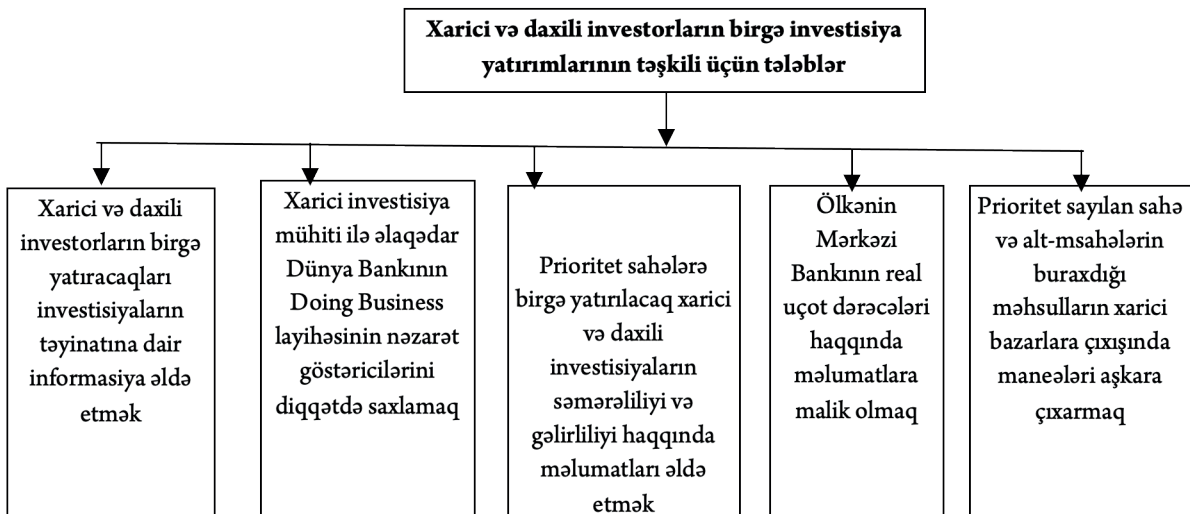 Xarici və daxili investorların birgə investisiya
yatırımlarının təşkili üçün tələblər
Xarici və daxili
investorların birgə
yatıracaqları
investisiyaların
təyinatına dair
informasiya əldə
etmək
Xarici investisiya
mühiti ilə əlaqədar
Dünya Bankının
Doing Business
layihəsinin nəzarət
göstəricilərini
diqqətdə saxlamaq
Prioritet sahələrə
birgə yatırılacaq xarici
və daxili
investisiyaların
səmərəliliyi və
gəlirliliyi haqqında
məlumatları əldə
etmək
Ölkənin
Mərkəzi
Bankının real
uçot dərəcələri
haqqında
məlumatlara
malik olmaq
Prioritet sayılan sahə
və alt-msahələrin
buraxdığı
məhsulların xarici
bazarlara çıxışında
maneələri aşkara
çıxarmaq